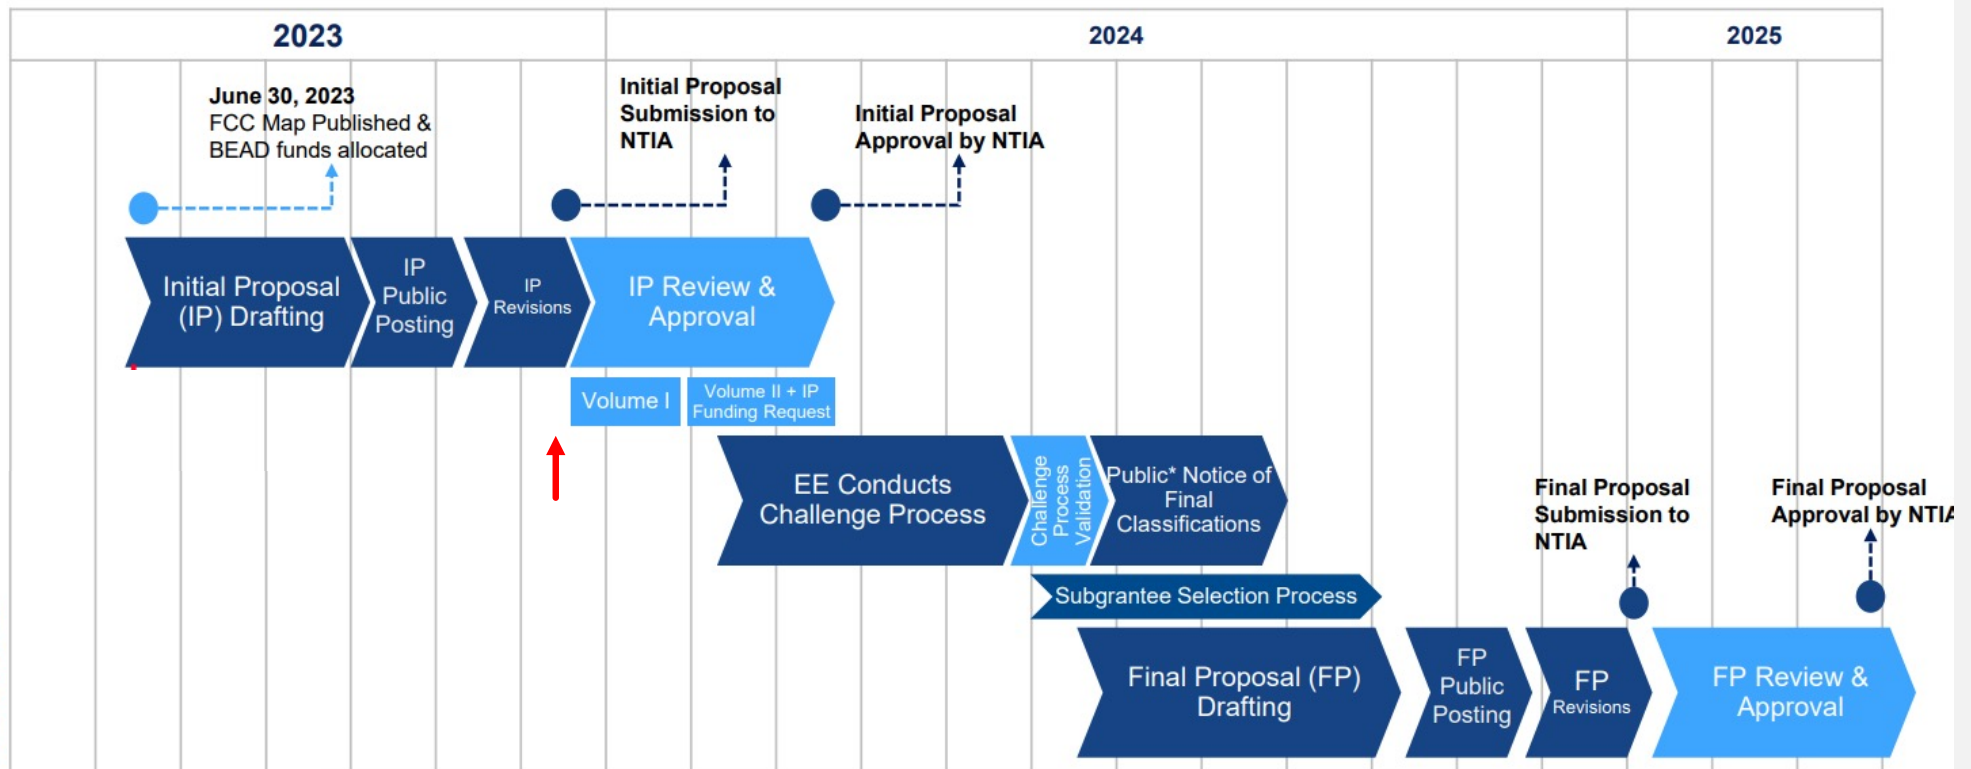 2023
2024
2025
June 30, 2023
FCC Map Published &
BEAD funds allocated
Initial Proposal
Submission to
NTIA
Initial Proposal
Approval by NTIA
Initial Proposal
(IP) Drafting
IP
Public
Posting
IP
Revisions
IP Review &
Approval
Volume I
Volume II + IP
Funding Request
EE Conducts
Challenge Process
Challenge
Process
Validation
Public* Notice of
Final
Classifications
Subgrantee Selection Process
Final Proposal
Submission to
NTIA
Final Proposal
Approval by NTIA
Final Proposal (FP)
Drafting
FP
Public
Posting
FP
Revisions
FP Review &
Approval